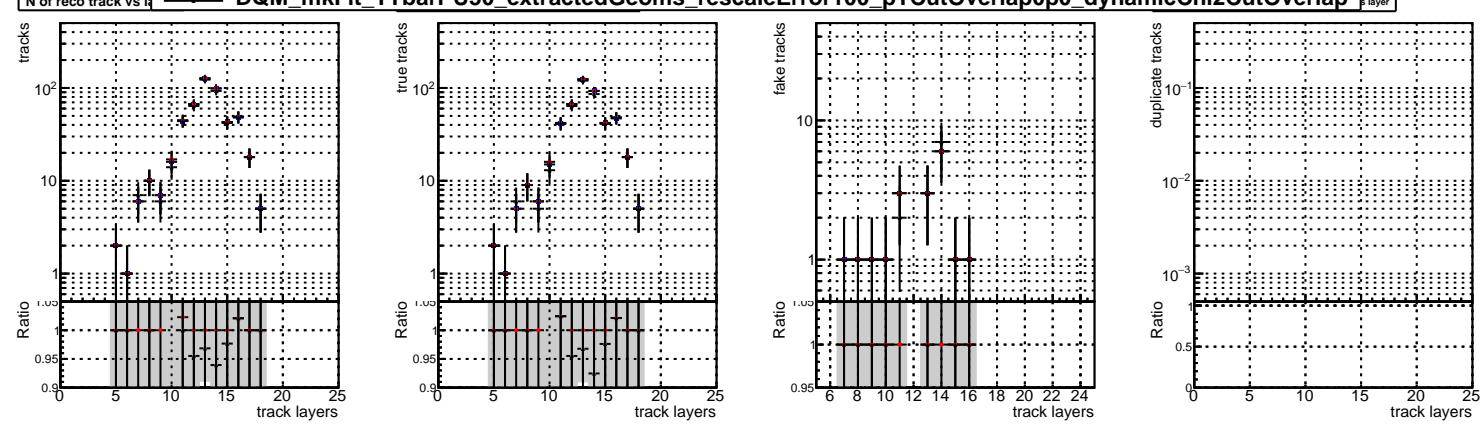 N of reco track vs la
DQM_mkFit_TTbarPU50_extractedGeoms_rescaleError100_pTCutOverlap0p0_dynamicChi2CutOverlap
s layer
tracks
10²
10
1
Ratio
1.05
1
0.95
0.9
0 5 10 15 20 25
track layers
true tracks
10²
10
1
Ratio
1.05
1
0.95
0.9
0 5 10 15 20 25
track layers
fake tracks
10
1
Ratio
1.05
1
0.95
6 8 10 12 14 16 18 20 22 24
track layers
duplicate tracks
10⁻¹
10⁻²
10⁻³
Ratio
1
0.5
0
0 5 10 15 20 25
track layers